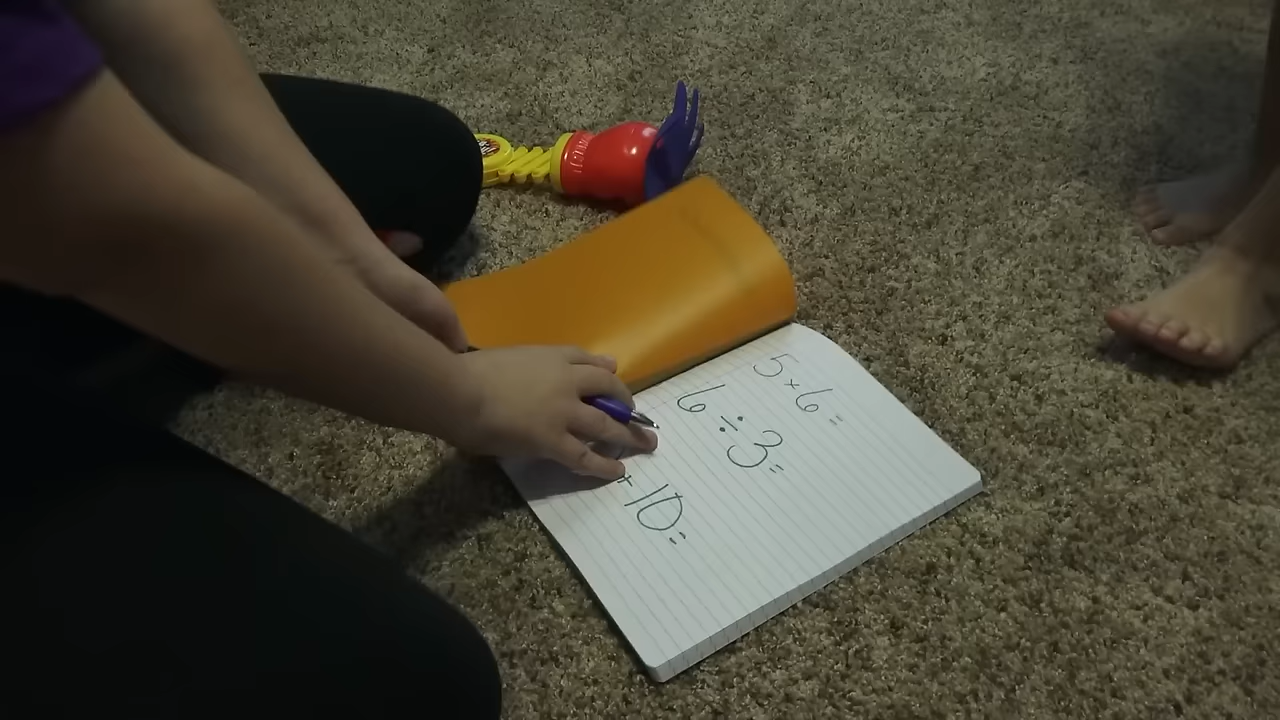 5 × 6 =
6 ÷ 3 =
+ 10 =